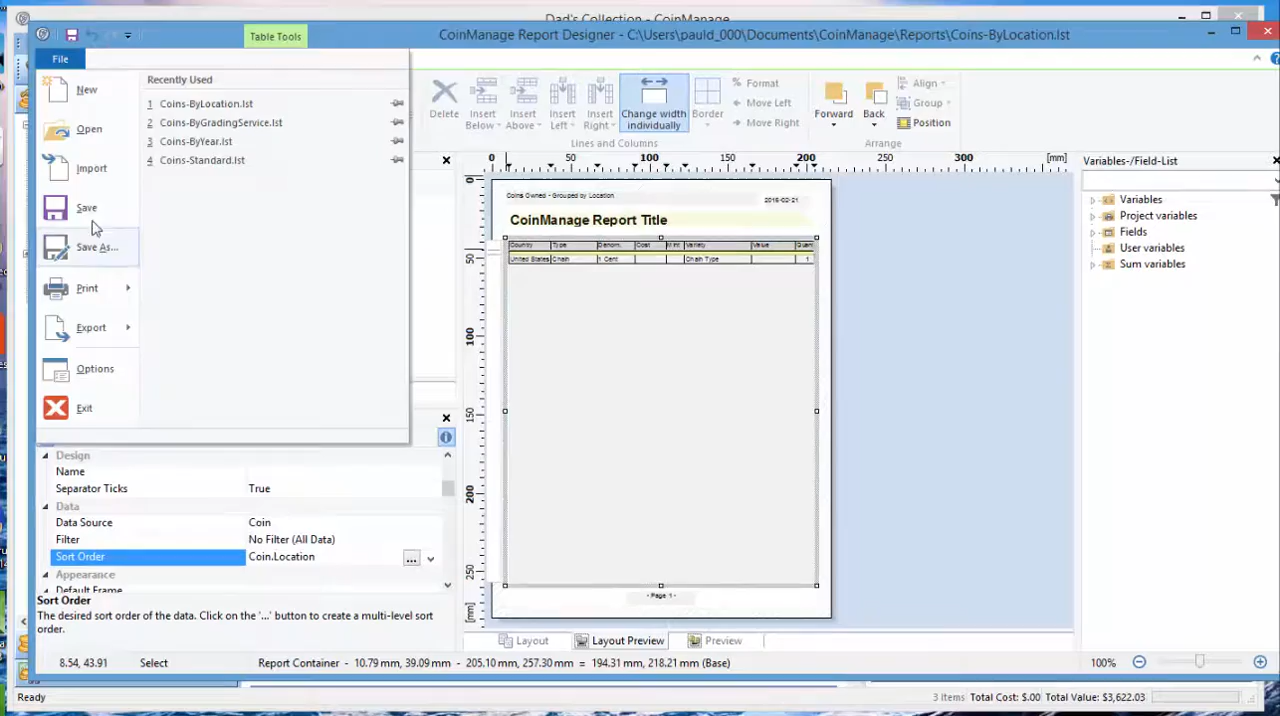 Dad's Collection - CoinManage
Table Tools
CoinManage Report Designer - C:\Users\pauld_000\Documents\CoinManage\Reports\Coins-ByLocation.lst
File
New
Open
Import
Save
Save As...
Print
Export
Options
Exit
Recently Used
1 Coins-ByLocation.lst
2 Coins-ByGradingService.lst
3 Coins-ByYear.lst
4 Coins-Standard.lst
Delete
Insert Below
Insert Above
Insert Left
Insert Right
Change width individually
Border
Format
Move Left
Move Right
Lines and Columns
Forward
Back
Align
Group
Position
Arrange
0 50 100 150 200 250 300 [mm]
0
50
100
150
200
250
[mm]
Coins Owned - Grouped by Location
2016-02-21
CoinManage Report Title
Country Type Denom. Cost Mint Variety Value Quant
United States Chain 1 Cent Chain Type 1
- Page 1 -
Variables-/Field-List
Variables
Project variables
Fields
User variables
Sum variables
Design
Name
Separator Ticks True
Data
Data Source Coin
Filter No Filter (All Data)
Sort Order Coin.Location
...
Appearance
Default Frame
Sort Order
The desired sort order of the data. Click on the '...' button to create a multi-level sort
order.
Layout
Layout Preview
Preview
8.54, 43.91 Select Report Container - 10.79 mm, 39.09 mm - 205.10 mm, 257.30 mm = 194.31 mm, 218.21 mm (Base)
100%
Ready
3 Items Total Cost: $.00 Total Value: $3,622.03